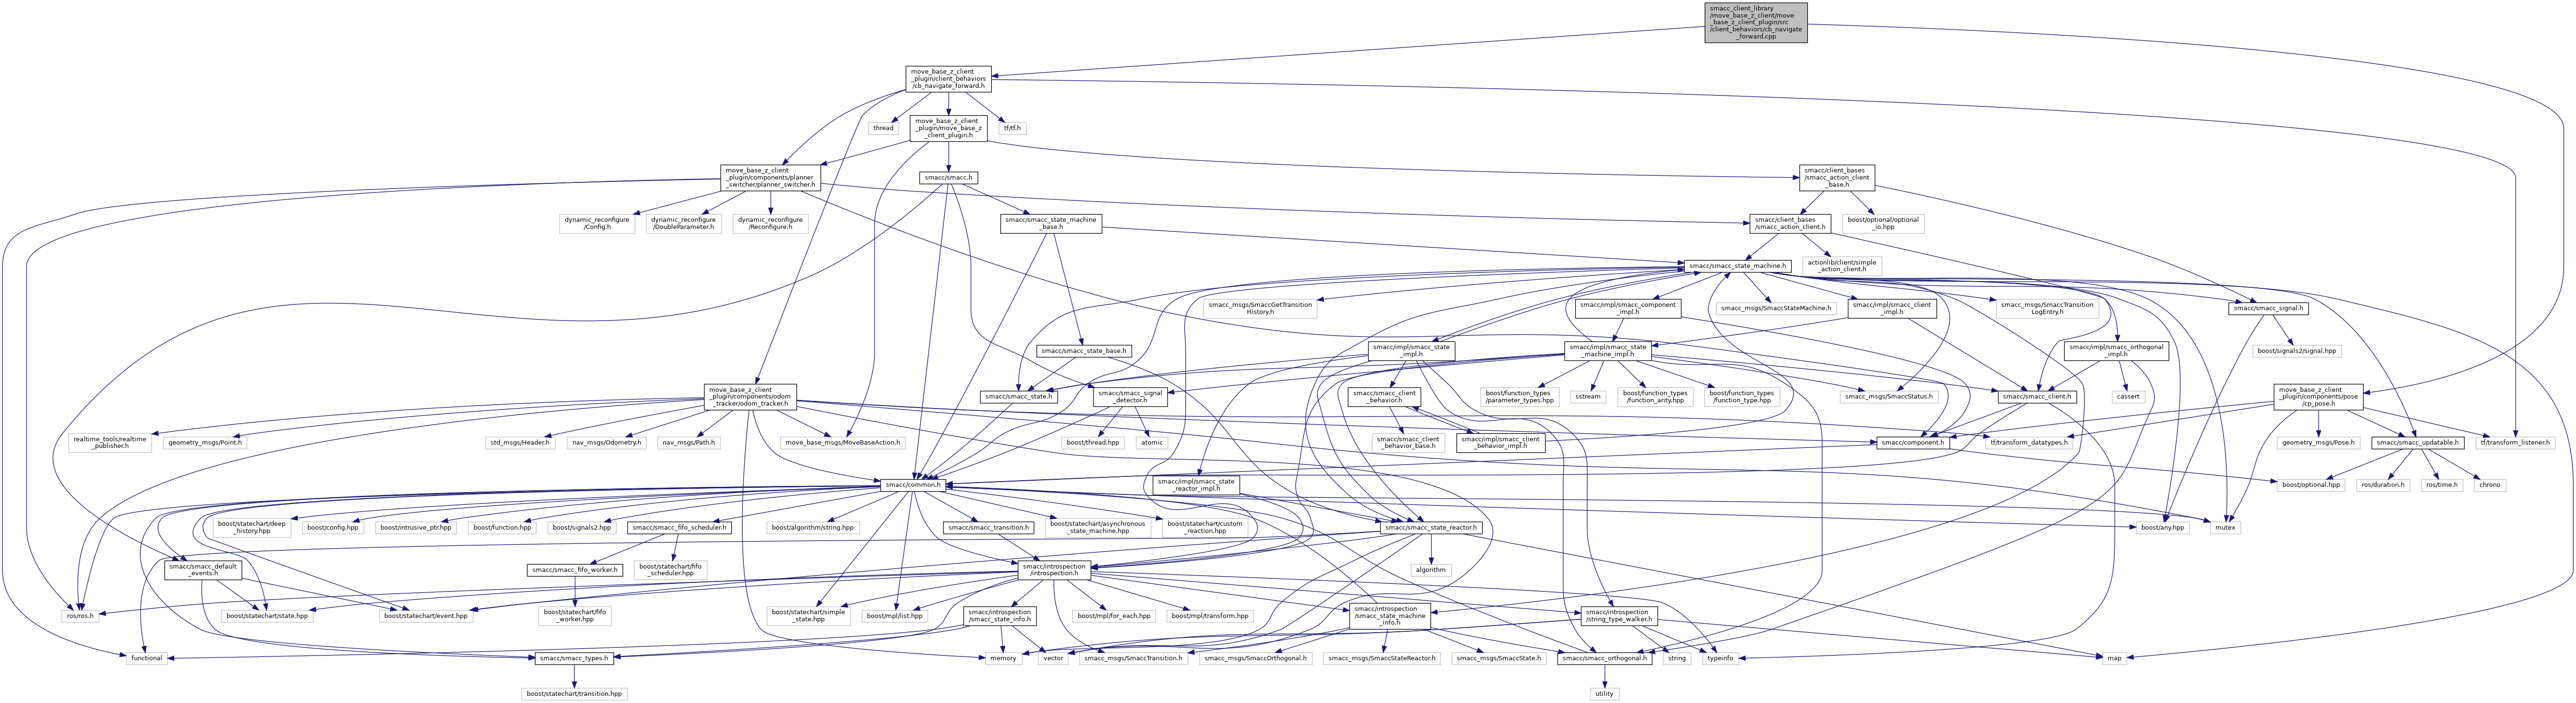 smacc_client_library
/move_base_z_client/move
_base_z_client_plugin/src
/client_behaviors/cb_navigate
_forward.cpp
move_base_z_client
_plugin/client_behaviors
/cb_navigate_forward.h
thread
move_base_z_client
_plugin/move_base_z
_client_plugin.h
tf/tf.h
move_base_z_client
_plugin/components/planner
_switcher/planner_switcher.h
smacc/smacc.h
smacc/client_bases
/smacc_action_client
_base.h
dynamic_reconfigure
/Config.h
dynamic_reconfigure
/DoubleParameter.h
dynamic_reconfigure
/Reconfigure.h
smacc/smacc_state_machine
_base.h
smacc/client_bases
/smacc_action_client.h
boost/optional/optional
_io.hpp
smacc/smacc_state_machine.h
actionlib/client/simple
_action_client.h
smacc_msgs/SmaccGetTransition
History.h
smacc/impl/smacc_component
_impl.h
smacc_msgs/SmaccStateMachine.h
smacc/impl/smacc_client
_impl.h
smacc_msgs/SmaccTransition
LogEntry.h
smacc/smacc_signal.h
smacc/smacc_state_base.h
smacc/impl/smacc_state
_impl.h
smacc/impl/smacc_state
_machine_impl.h
smacc/impl/smacc_orthogonal
_impl.h
boost/signals2/signal.hpp
move_base_z_client
_plugin/components/odom
_tracker/odom_tracker.h
smacc/smacc_state.h
smacc/smacc_signal
_detector.h
smacc/smacc_client
_behavior.h
boost/function_types
/parameter_types.hpp
sstream
boost/function_types
/function_arity.hpp
boost/function_types
/function_type.hpp
smacc_msgs/SmaccStatus.h
smacc/smacc_client.h
cassert
move_base_z_client
_plugin/components/pose
/cp_pose.h
realtime_tools/realtime
_publisher.h
geometry_msgs/Point.h
std_msgs/Header.h
nav_msgs/Odometry.h
nav_msgs/Path.h
move_base_msgs/MoveBaseAction.h
boost/thread.hpp
atomic
smacc/smacc_client
_behavior_base.h
smacc/impl/smacc_client
_behavior_impl.h
smacc/component.h
tf/transform_datatypes.h
geometry_msgs/Pose.h
smacc/smacc_updatable.h
tf/transform_listener.h
smacc/common.h
smacc/impl/smacc_state
_reactor_impl.h
boost/optional.hpp
ros/duration.h
ros/time.h
chrono
boost/statechart/deep
_history.hpp
boost/config.hpp
boost/intrusive_ptr.hpp
boost/function.hpp
boost/signals2.hpp
smacc/smacc_fifo_scheduler.h
boost/algorithm/string.hpp
smacc/smacc_transition.h
boost/statechart/asynchronous
_state_machine.hpp
boost/statechart/custom
_reaction.hpp
smacc/smacc_state_reactor.h
boost/any.hpp
mutex
smacc/smacc_default
_events.h
smacc/smacc_fifo_worker.h
boost/statechart/fifo
_scheduler.hpp
smacc/introspection
/introspection.h
algorithm
ros/ros.h
boost/statechart/state.hpp
boost/statechart/event.hpp
boost/statechart/fifo
_worker.hpp
boost/statechart/simple
_state.hpp
boost/mpl/list.hpp
smacc/introspection
/smacc_state_info.h
boost/mpl/for_each.hpp
boost/mpl/transform.hpp
smacc/introspection
/smacc_state_machine
_info.h
smacc/introspection
/string_type_walker.h
functional
smacc/smacc_types.h
memory
vector
smacc_msgs/SmaccTransition.h
smacc_msgs/SmaccOrthogonal.h
smacc_msgs/SmaccStateReactor.h
smacc_msgs/SmaccState.h
smacc/smacc_orthogonal.h
string
typeinfo
map
boost/statechart/transition.hpp
utility